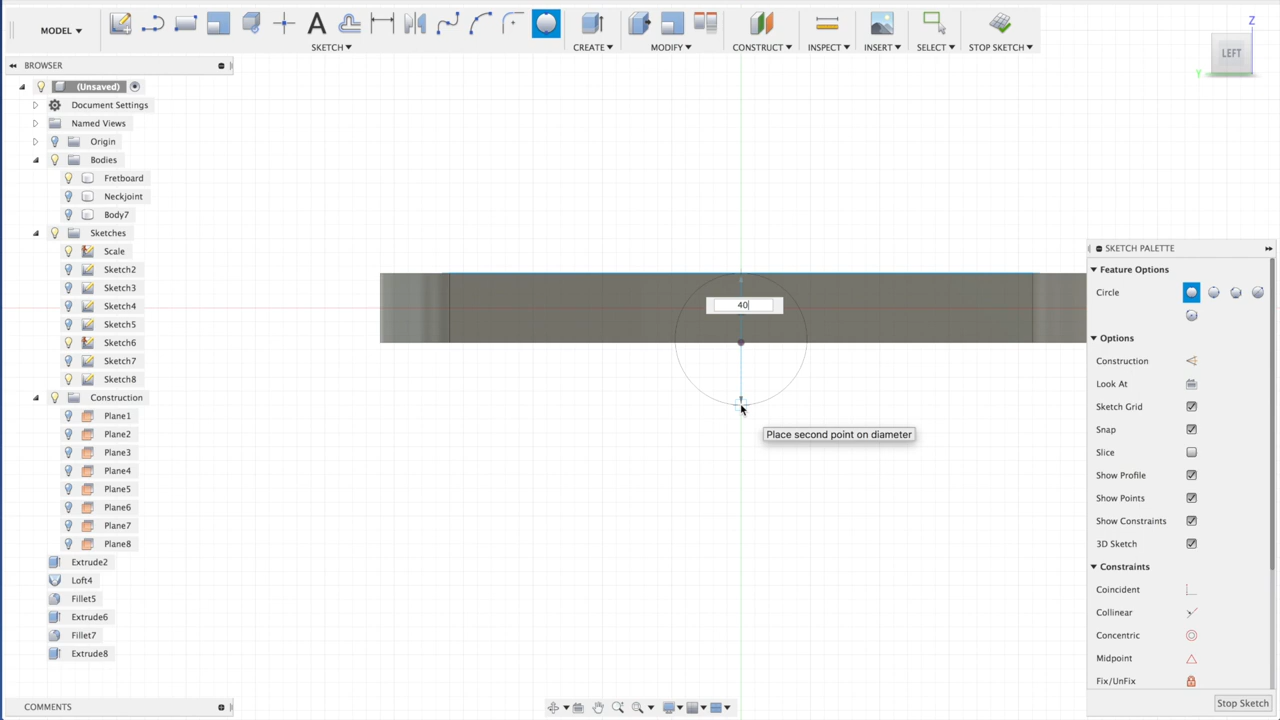 MODEL ▼
SKETCH ▼
CREATE ▼
MODIFY ▼
CONSTRUCT ▼
INSPECT ▼
INSERT ▼
SELECT ▼
STOP SKETCH ▼
Z
LEFT
Y
BROWSER
(Unsaved)
Document Settings
Named Views
Origin
Bodies
Fretboard
Neckjoint
Body7
Sketches
Scale
Sketch2
Sketch3
Sketch4
Sketch5
Sketch6
Sketch7
Sketch8
Construction
Plane1
Plane2
Plane3
Plane4
Plane5
Plane6
Plane7
Plane8
Extrude2
Loft4
Fillet5
Extrude6
Fillet7
Extrude8
40
Place second point on diameter
SKETCH PALETTE
Feature Options
Circle
Options
Construction
Look At
Sketch Grid
Snap
Slice
Show Profile
Show Points
Show Constraints
3D Sketch
Constraints
Coincident
Collinear
Concentric
Midpoint
Fix/UnFix
Stop Sketch
COMMENTS